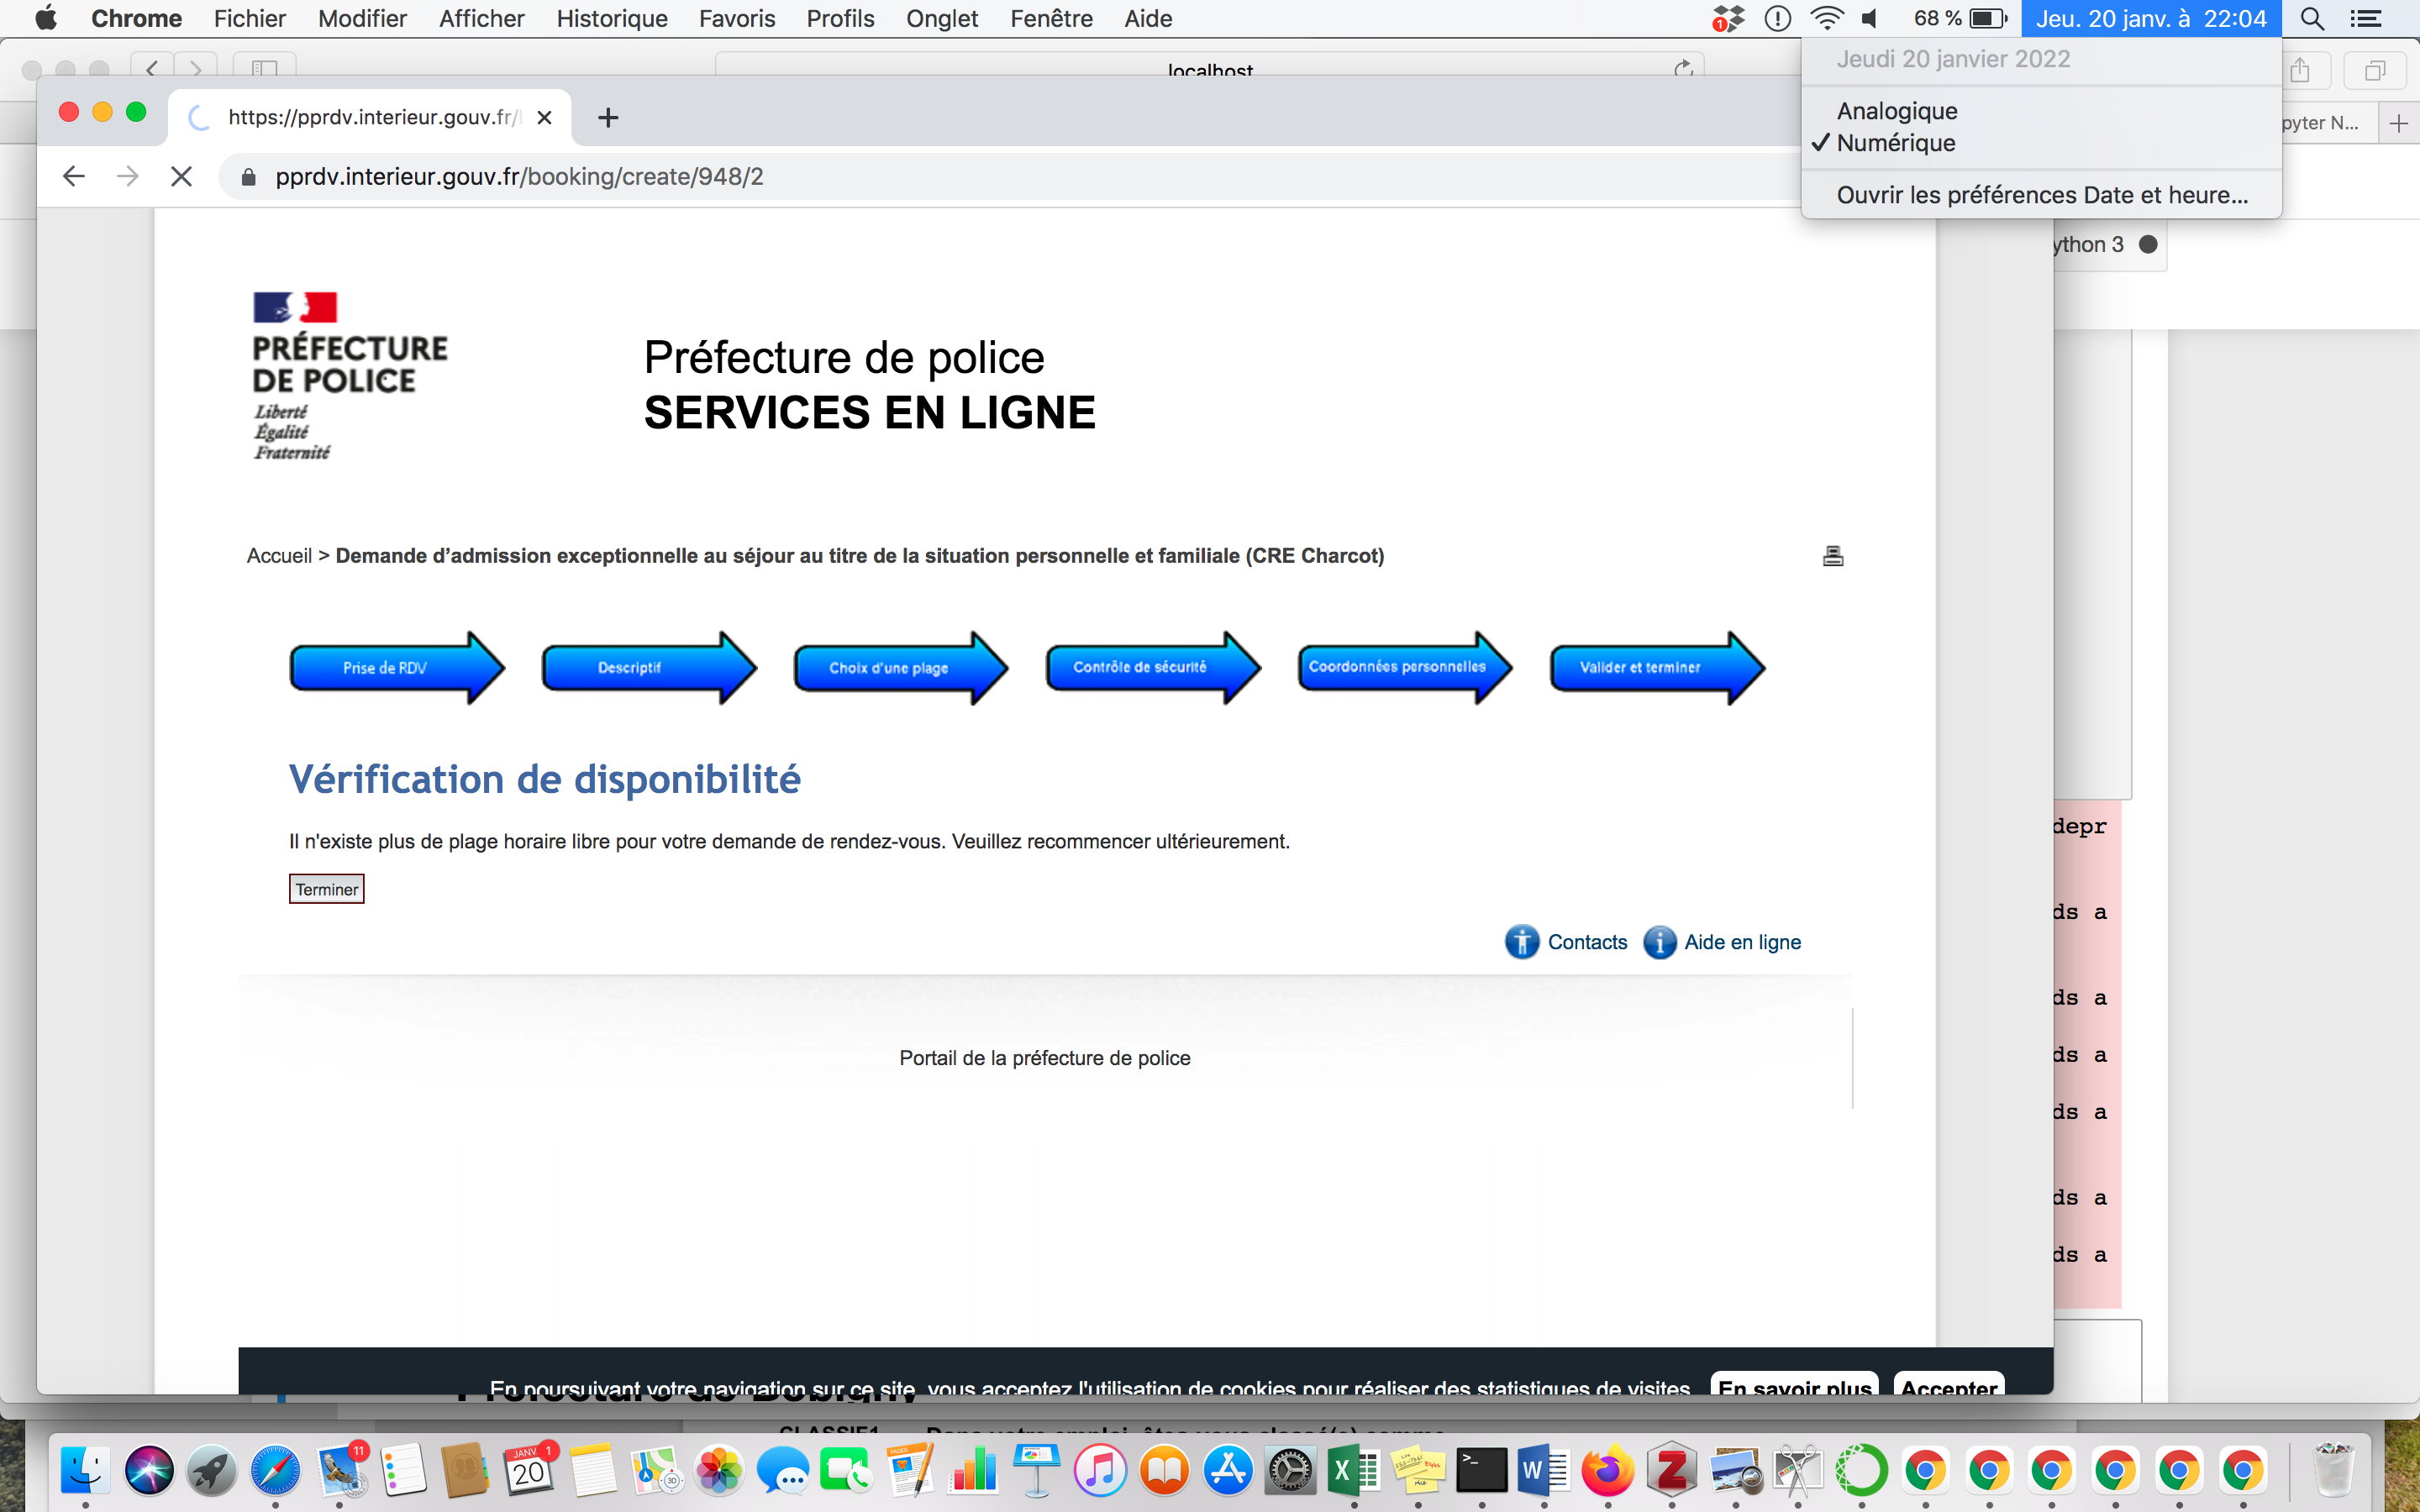 Chrome Fichier Modifier Afficher Historique Favoris Profils Onglet Fenêtre Aide 1 68 % Jeu. 20 janv. à 22:04
Jeudi 20 janvier 2022
Analogique
✓ Numérique
Ouvrir les préférences Date et heure...
localhost
https://pprdv.interieur.gouv.fr/
pyter N...
pprdv.interieur.gouv.fr/booking/create/948/2
ython 3
PRÉFECTURE
DE POLICE
Liberté
Égalité
Fraternité
Préfecture de police
SERVICES EN LIGNE
Accueil > Demande d'admission exceptionnelle au séjour au titre de la situation personnelle et familiale (CRE Charcot)
Prise de RDV
Descriptif
Choix d'une plage
Contrôle de sécurité
Coordonnées personnelles
Valider et terminer
Vérification de disponibilité
Il n'existe plus de plage horaire libre pour votre demande de rendez-vous. Veuillez recommencer ultérieurement.
Terminer
Contacts
Aide en ligne
Portail de la préfecture de police
depr
ds a
ds a
ds a
ds a
ds a
ds a
En poursuivant votre navigation sur ce site, vous acceptez l'utilisation de cookies pour réaliser des statistiques de visites
En savoir plus
Accepter
11
JANV. 1
20
PAGES
3D